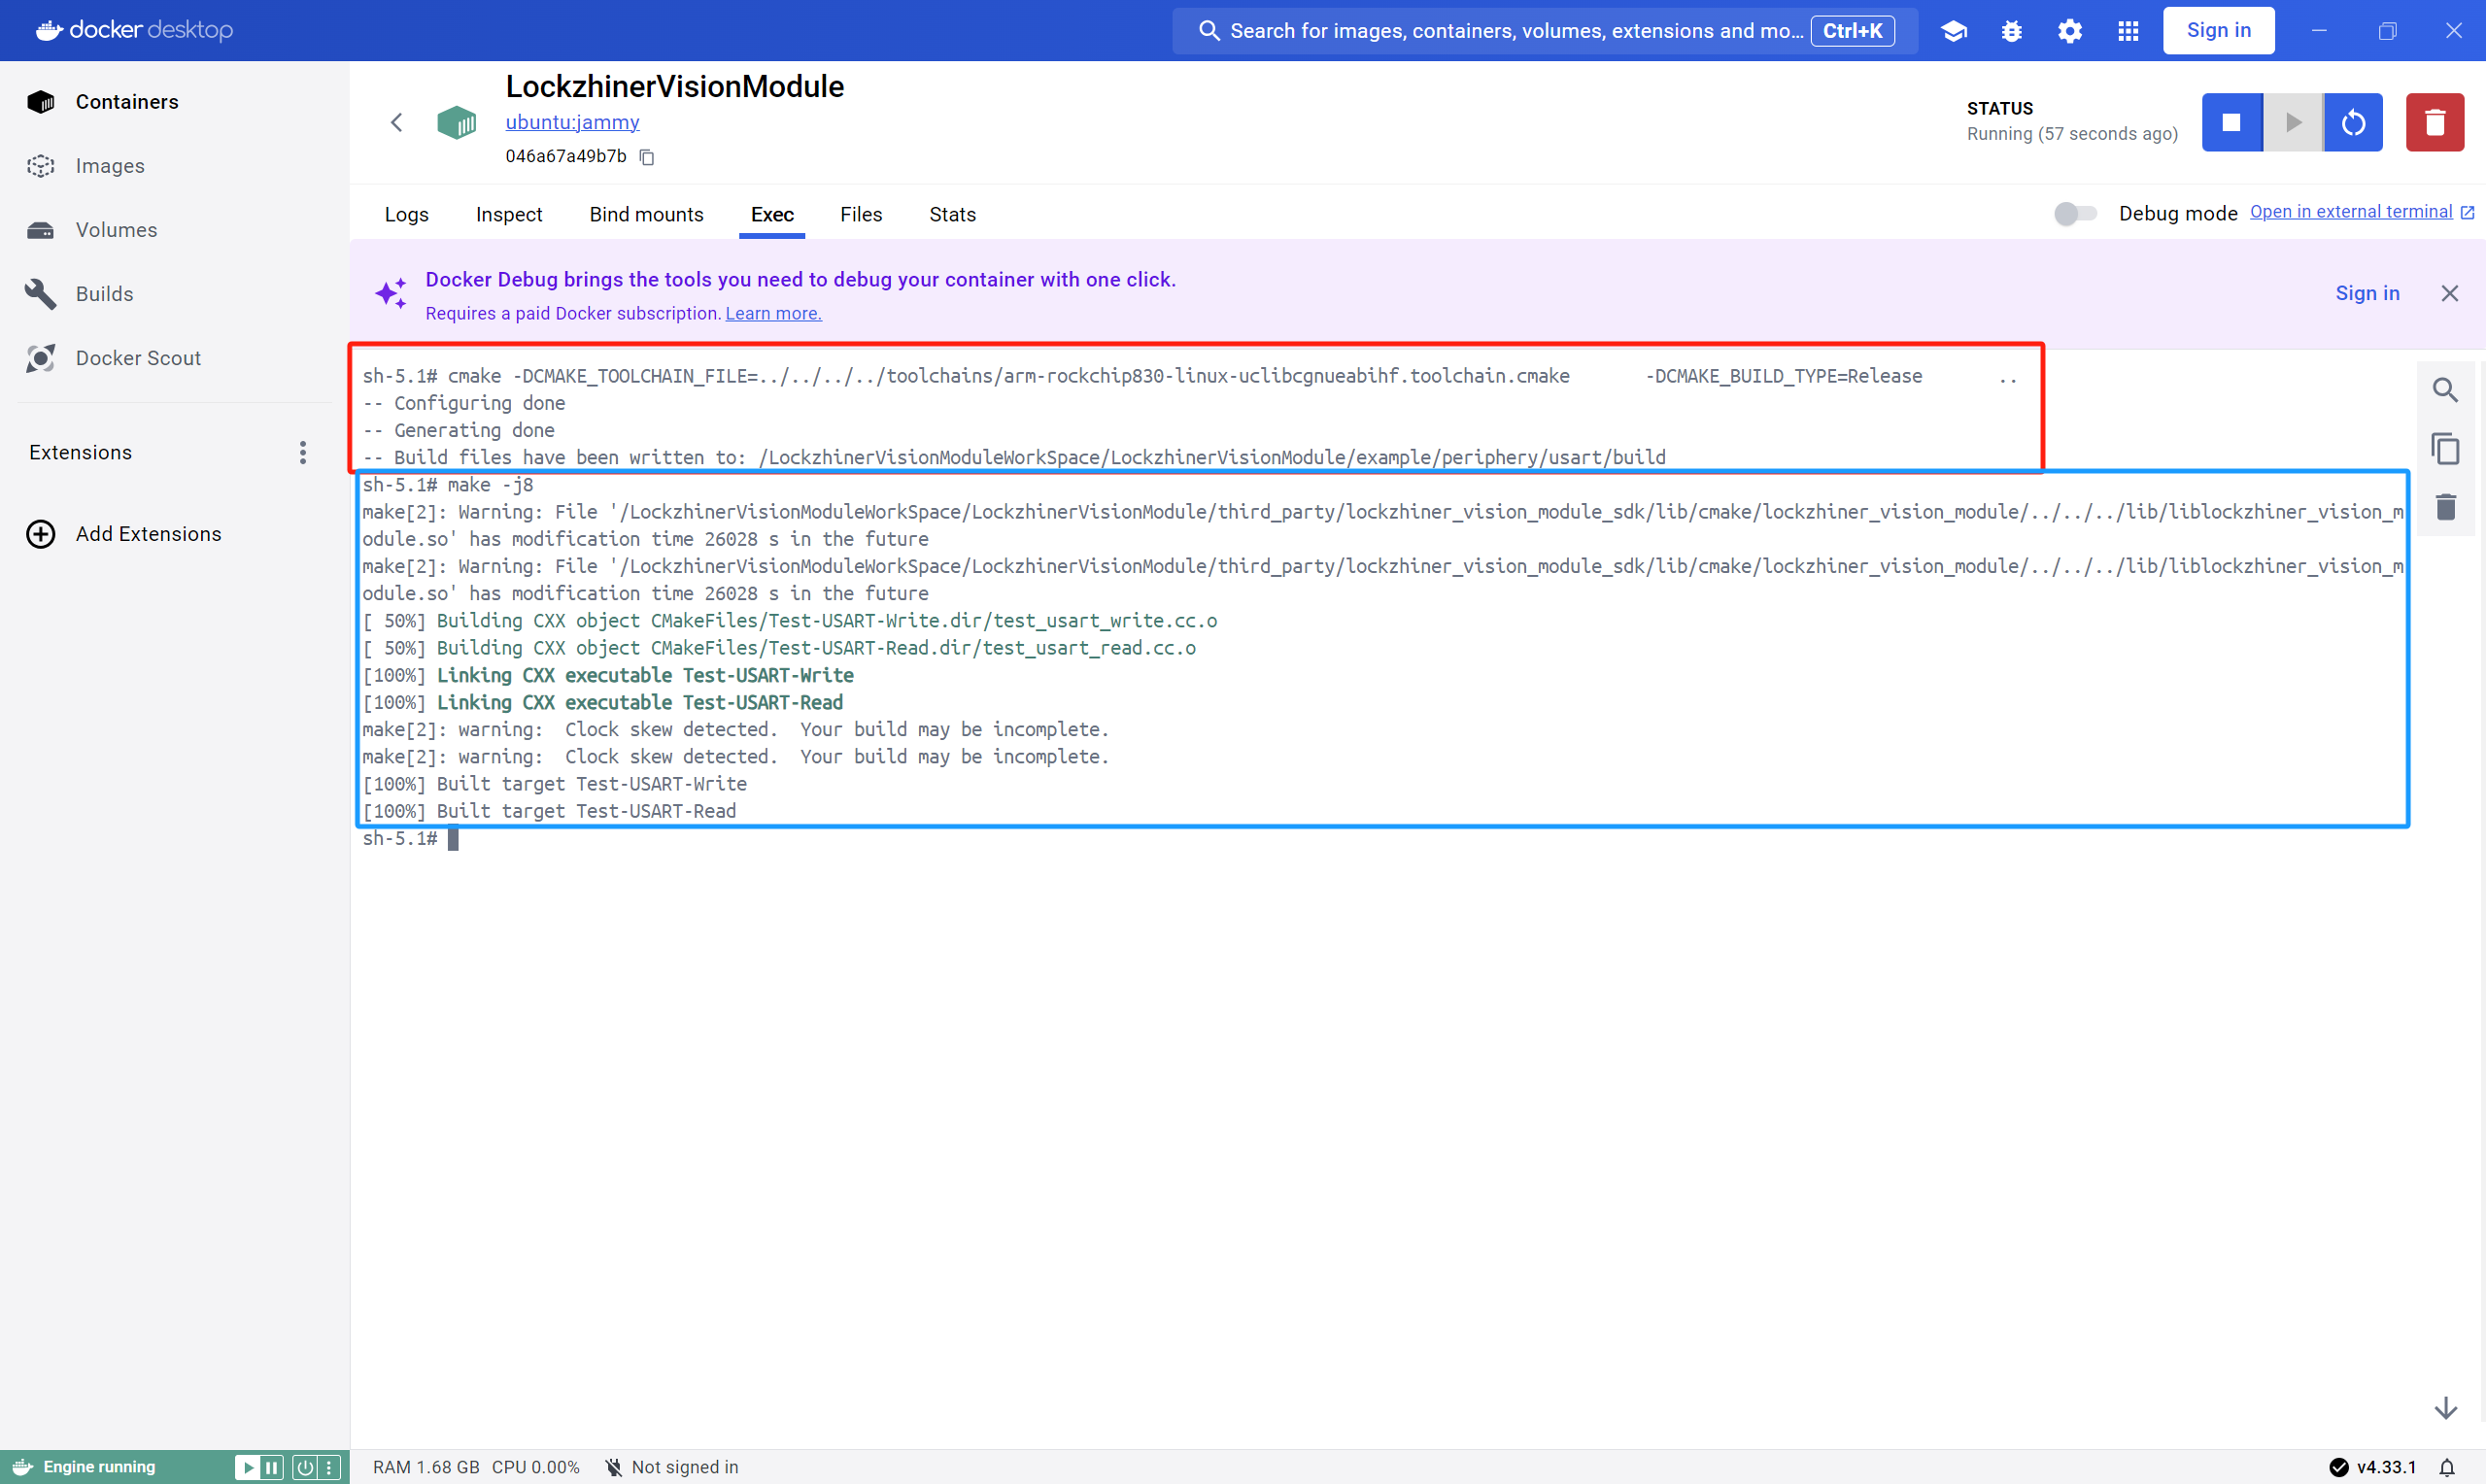 docker desktop
Search for images, containers, volumes, extensions and mo... Ctrl+K
Sign in
Containers
Images
Volumes
Builds
Docker Scout
Extensions
Add Extensions
LockzhinerVisionModule
ubuntu:jammy
046a67a49b7b
STATUS
Running (57 seconds ago)
Logs Inspect Bind mounts Exec Files Stats
Debug mode Open in external terminal
Docker Debug brings the tools you need to debug your container with one click.
Requires a paid Docker subscription. Learn more.
Sign in
sh-5.1# cmake -DCMAKE_TOOLCHAIN_FILE=../../../../toolchains/arm-rockchip830-linux-uclibcgnueabihf.toolchain.cmake       -DCMAKE_BUILD_TYPE=Release       ..
-- Configuring done
-- Generating done
-- Build files have been written to: /LockzhinerVisionModuleWorkSpace/LockzhinerVisionModule/example/periphery/usart/build
sh-5.1# make -j8
make[2]: Warning: File '/LockzhinerVisionModuleWorkSpace/LockzhinerVisionModule/third_party/lockzhiner_vision_module_sdk/lib/cmake/lockzhiner_vision_module/../../../lib/liblockzhiner_vision_m
odule.so' has modification time 26028 s in the future
make[2]: Warning: File '/LockzhinerVisionModuleWorkSpace/LockzhinerVisionModule/third_party/lockzhiner_vision_module_sdk/lib/cmake/lockzhiner_vision_module/../../../lib/liblockzhiner_vision_m
odule.so' has modification time 26028 s in the future
[ 50%] Building CXX object CMakeFiles/Test-USART-Write.dir/test_usart_write.cc.o
[ 50%] Building CXX object CMakeFiles/Test-USART-Read.dir/test_usart_read.cc.o
[100%] Linking CXX executable Test-USART-Write
[100%] Linking CXX executable Test-USART-Read
make[2]: warning:  Clock skew detected.  Your build may be incomplete.
make[2]: warning:  Clock skew detected.  Your build may be incomplete.
[100%] Built target Test-USART-Write
[100%] Built target Test-USART-Read
sh-5.1#
Engine running
RAM 1.68 GB CPU 0.00% Not signed in
v4.33.1